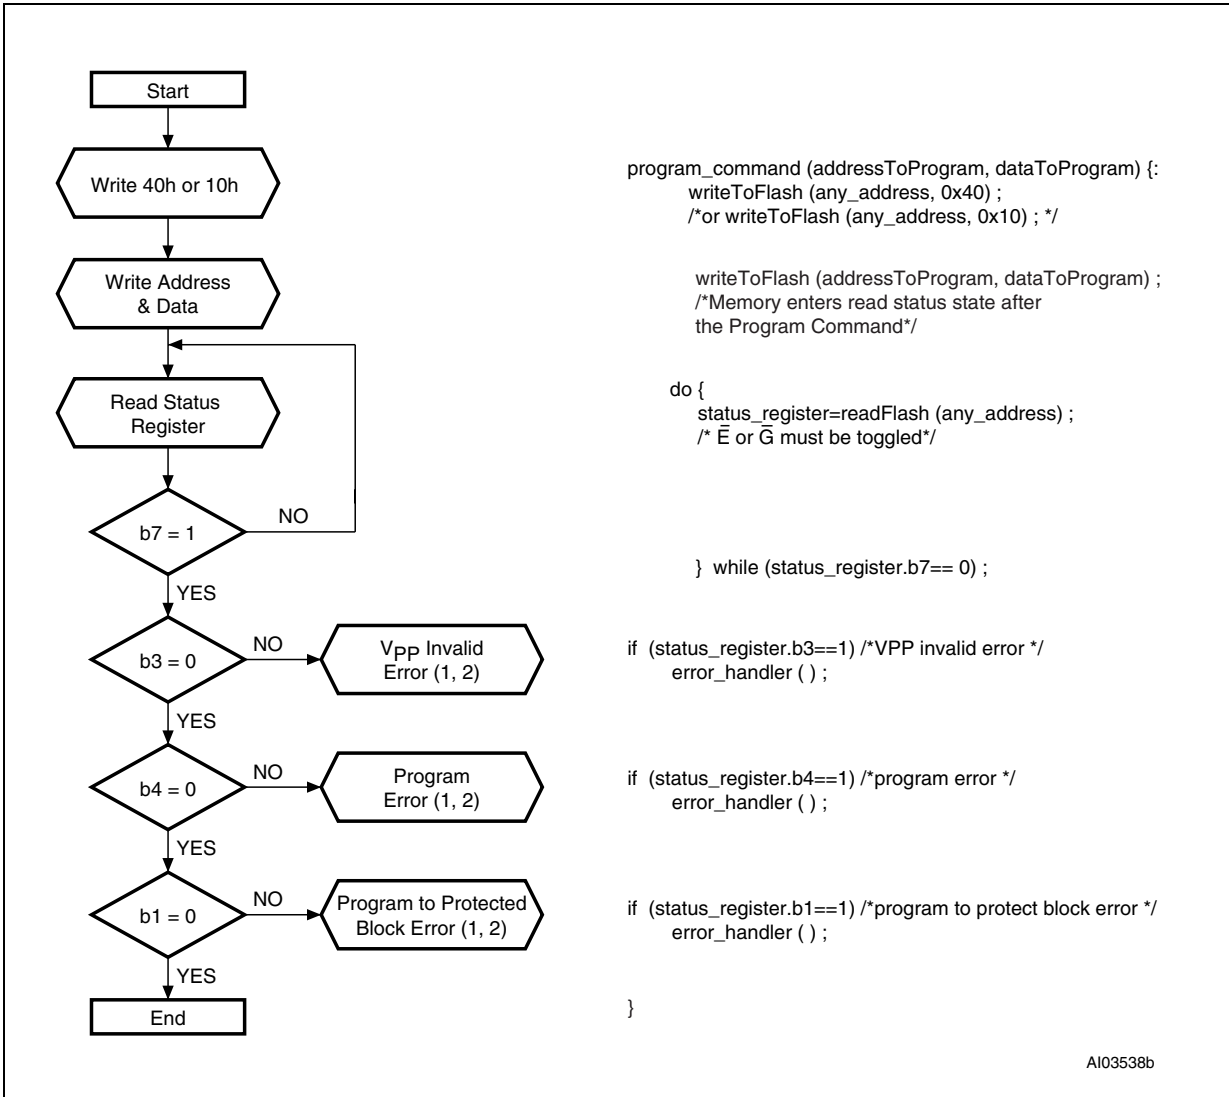 Start
Write 40h or 10h
program_command (addressToProgram, dataToProgram) {:
writeToFlash (any_address, 0x40) ;
/*or writeToFlash (any_address, 0x10) ; */
Write Address
& Data
writeToFlash (addressToProgram, dataToProgram) ;
/*Memory enters read status state after
the Program Command*/
Read Status
Register
do {
status_register=readFlash (any_address) ;
/* E̅ or G̅ must be toggled*/
b7 = 1
NO
} while (status_register.b7== 0) ;
YES
b3 = 0
NO
VPP Invalid
Error (1, 2)
if (status_register.b3==1) /*VPP invalid error */
error_handler ( ) ;
YES
b4 = 0
NO
Program
Error (1, 2)
if (status_register.b4==1) /*program error */
error_handler ( ) ;
YES
b1 = 0
NO
Program to Protected
Block Error (1, 2)
if (status_register.b1==1) /*program to protect block error */
error_handler ( ) ;
YES
End
}
AI03538b